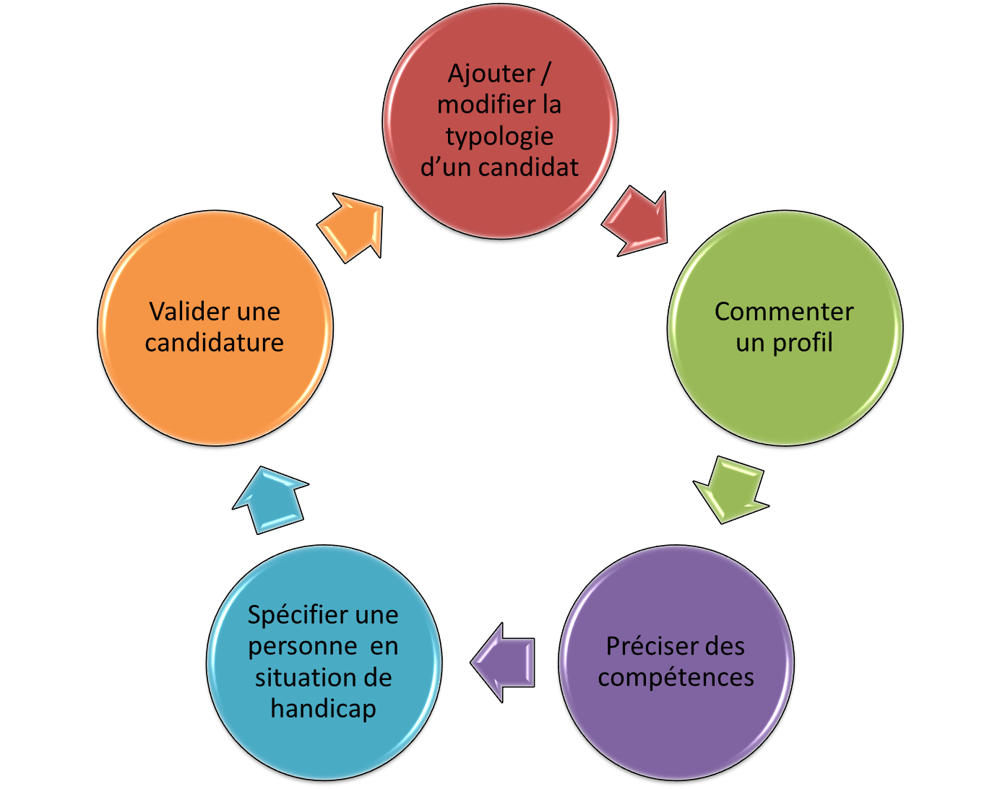 Ajouter /
modifier la
typologie
d’un candidat
Commenter
un profil
Préciser des
compétences
Spécifier une
personne  en
situation de
handicap
Valider une
candidature